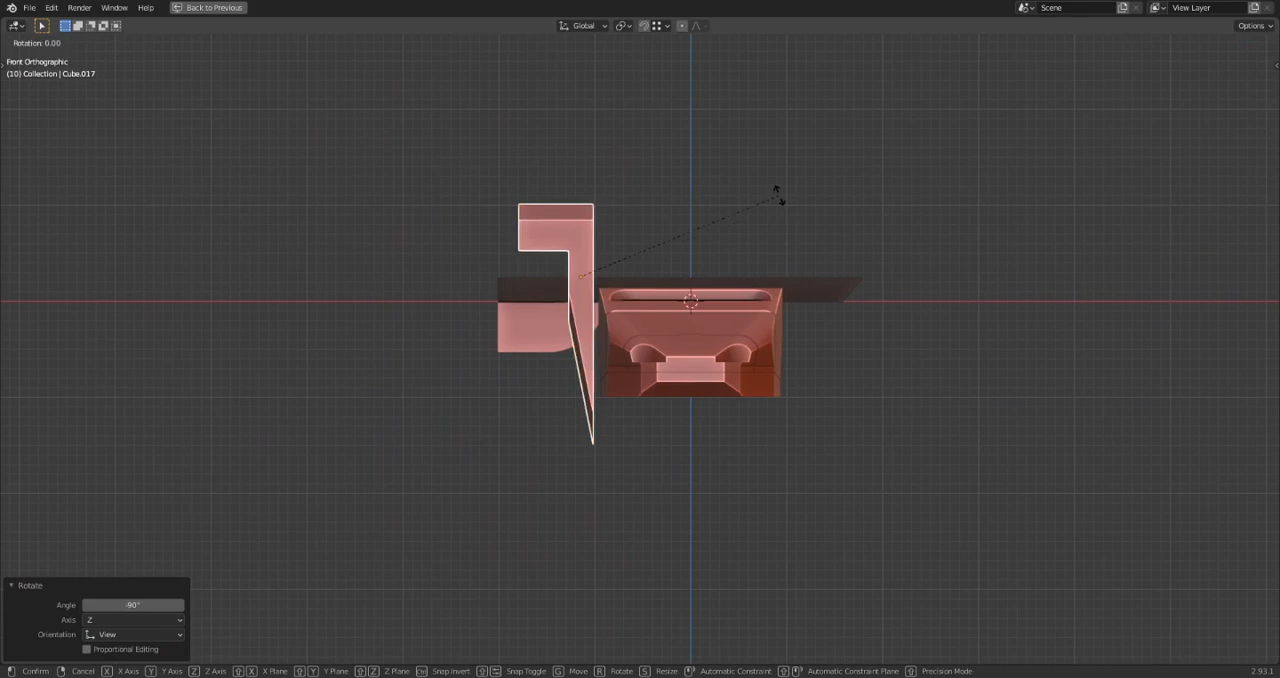 File Edit Render Window Help Back to Previous Scene View Layer
Global Options
Rotation: 0.00
Front Orthographic
(10) Collection | Cube.017
Rotate
Angle -90°
Axis Z
Orientation View
Proportional Editing
Confirm Cancel X X Axis Y Y Axis Z Z Axis X X Plane Y Y Plane Z Z Plane Ctrl Snap Invert Snap Toggle G Move R Rotate S Resize Automatic Constraint Automatic Constraint Plane Precision Mode 2.93.1